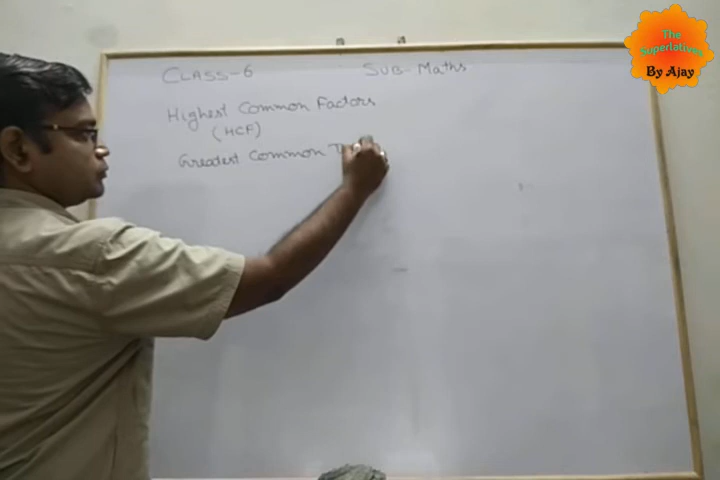 CLASS-6 SUB-Maths
Highest Common Factors
(HCF)
Greatest Common
The
Superlatives
By Ajay